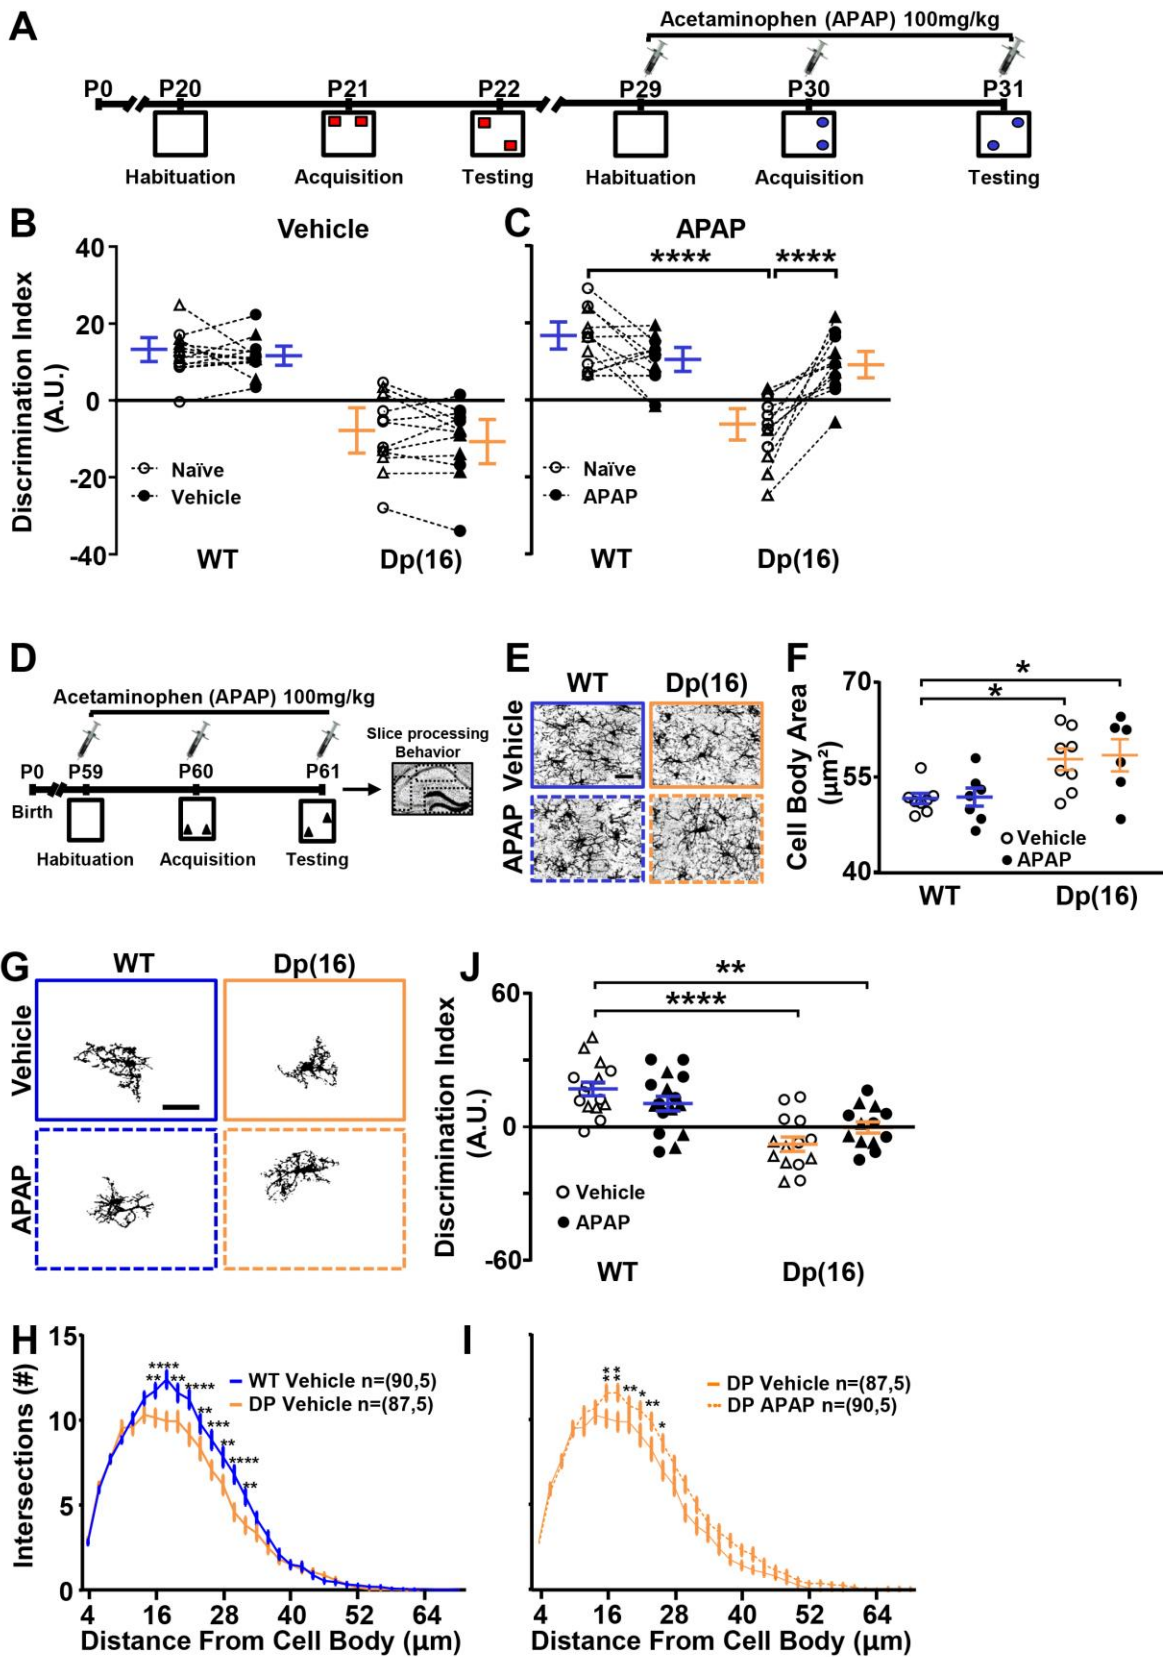 A
Acetaminophen (APAP) 100mg/kg
P0 P20 P21 P22 P29 P30 P31
Habituation Acquisition Testing Habituation Acquisition Testing
B Vehicle C APAP
**** ****
Discrimination Index
(A.U.)
40
20
0
-20
-40
Naïve
Vehicle
WT Dp(16)
Naïve
APAP
WT Dp(16)
D
Acetaminophen (APAP) 100mg/kg
P0 P59 P60 P61
Birth
Habituation Acquisition Testing
Slice processing
Behavior
E
WT Dp(16)
Vehicle
APAP
F
Cell Body Area
(µm²)
70
55
40
*
*
Vehicle
APAP
WT Dp(16)
G
WT Dp(16)
Vehicle
APAP
J
Discrimination Index
(A.U.)
60
0
-60
**
****
Vehicle
APAP
WT Dp(16)
H
Intersections (#)
15
10
5
0
****
** **
****
**
***
**
****
**
WT Vehicle n=(90,5)
DP Vehicle n=(87,5)
4 16 28 40 52 64
Distance From Cell Body (µm)
I
** **
**
*
**
*
DP Vehicle n=(87,5)
DP APAP n=(90,5)
4 16 28 40 52 64
Distance From Cell Body (µm)